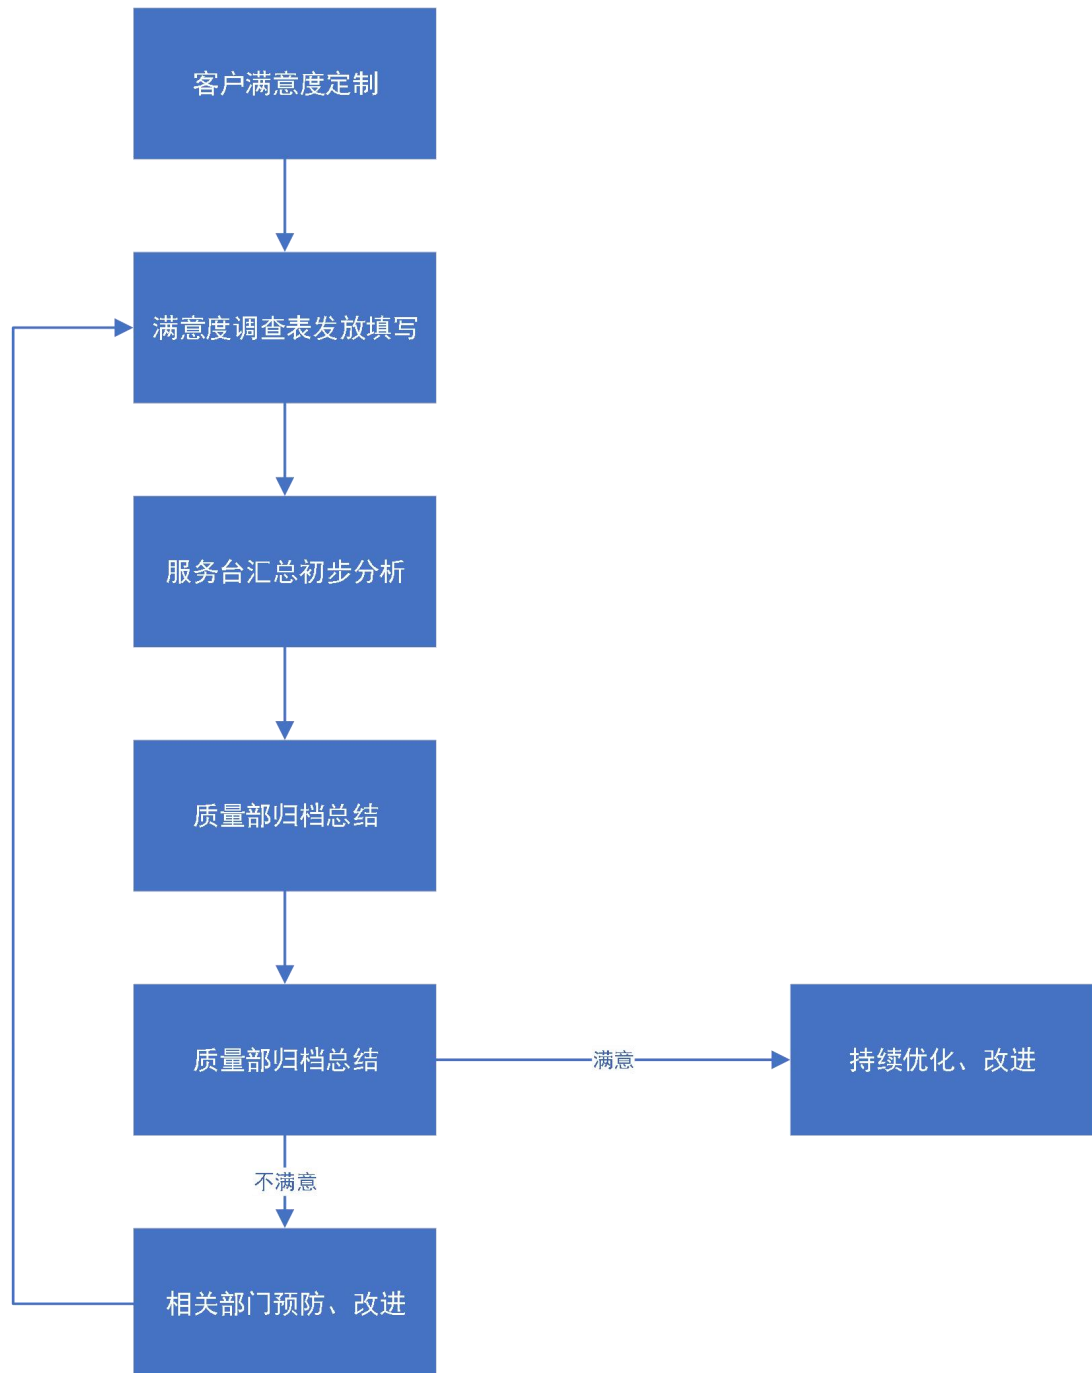 客户满意度定制
满意度调查表发放填写
服务台汇总初步分析
质量部归档总结
质量部归档总结
满意
持续优化、改进
不满意
相关部门预防、改进